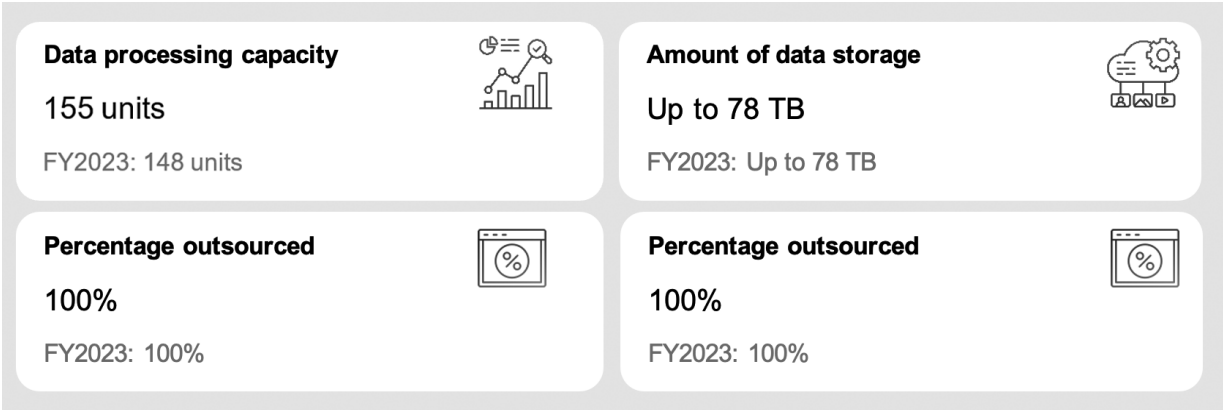 Data processing capacity
155 units
FY2023: 148 units
Amount of data storage
Up to 78 TB
FY2023: Up to 78 TB
Percentage outsourced
100%
FY2023: 100%
Percentage outsourced
100%
FY2023: 100%